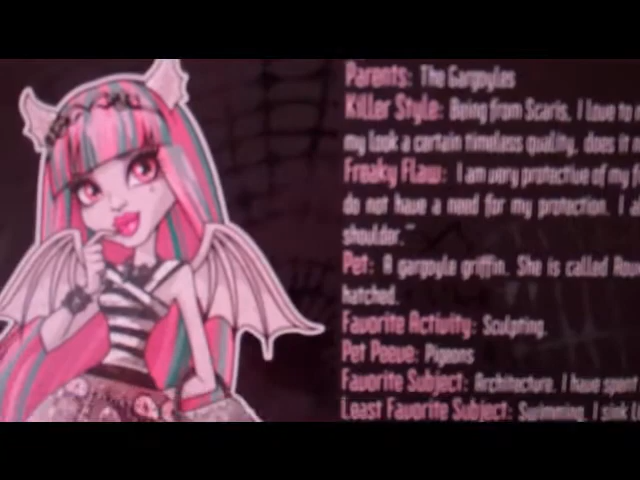 Parents: The Gargoyles
Killer Style: Being from Scaris, I love to
my look a certain timeless quality, does it
Freaky Flaw: I am very protective of my
do not have a need for my protection. I
shoulder."
Pet: A gargoyle griffin. She is called
hatched.
Favorite Activity: Sculpting.
Pet Peeve: Pigeons
Favorite Subject: Architecture. I have spent
Least Favorite Subject: Swimming. I sink